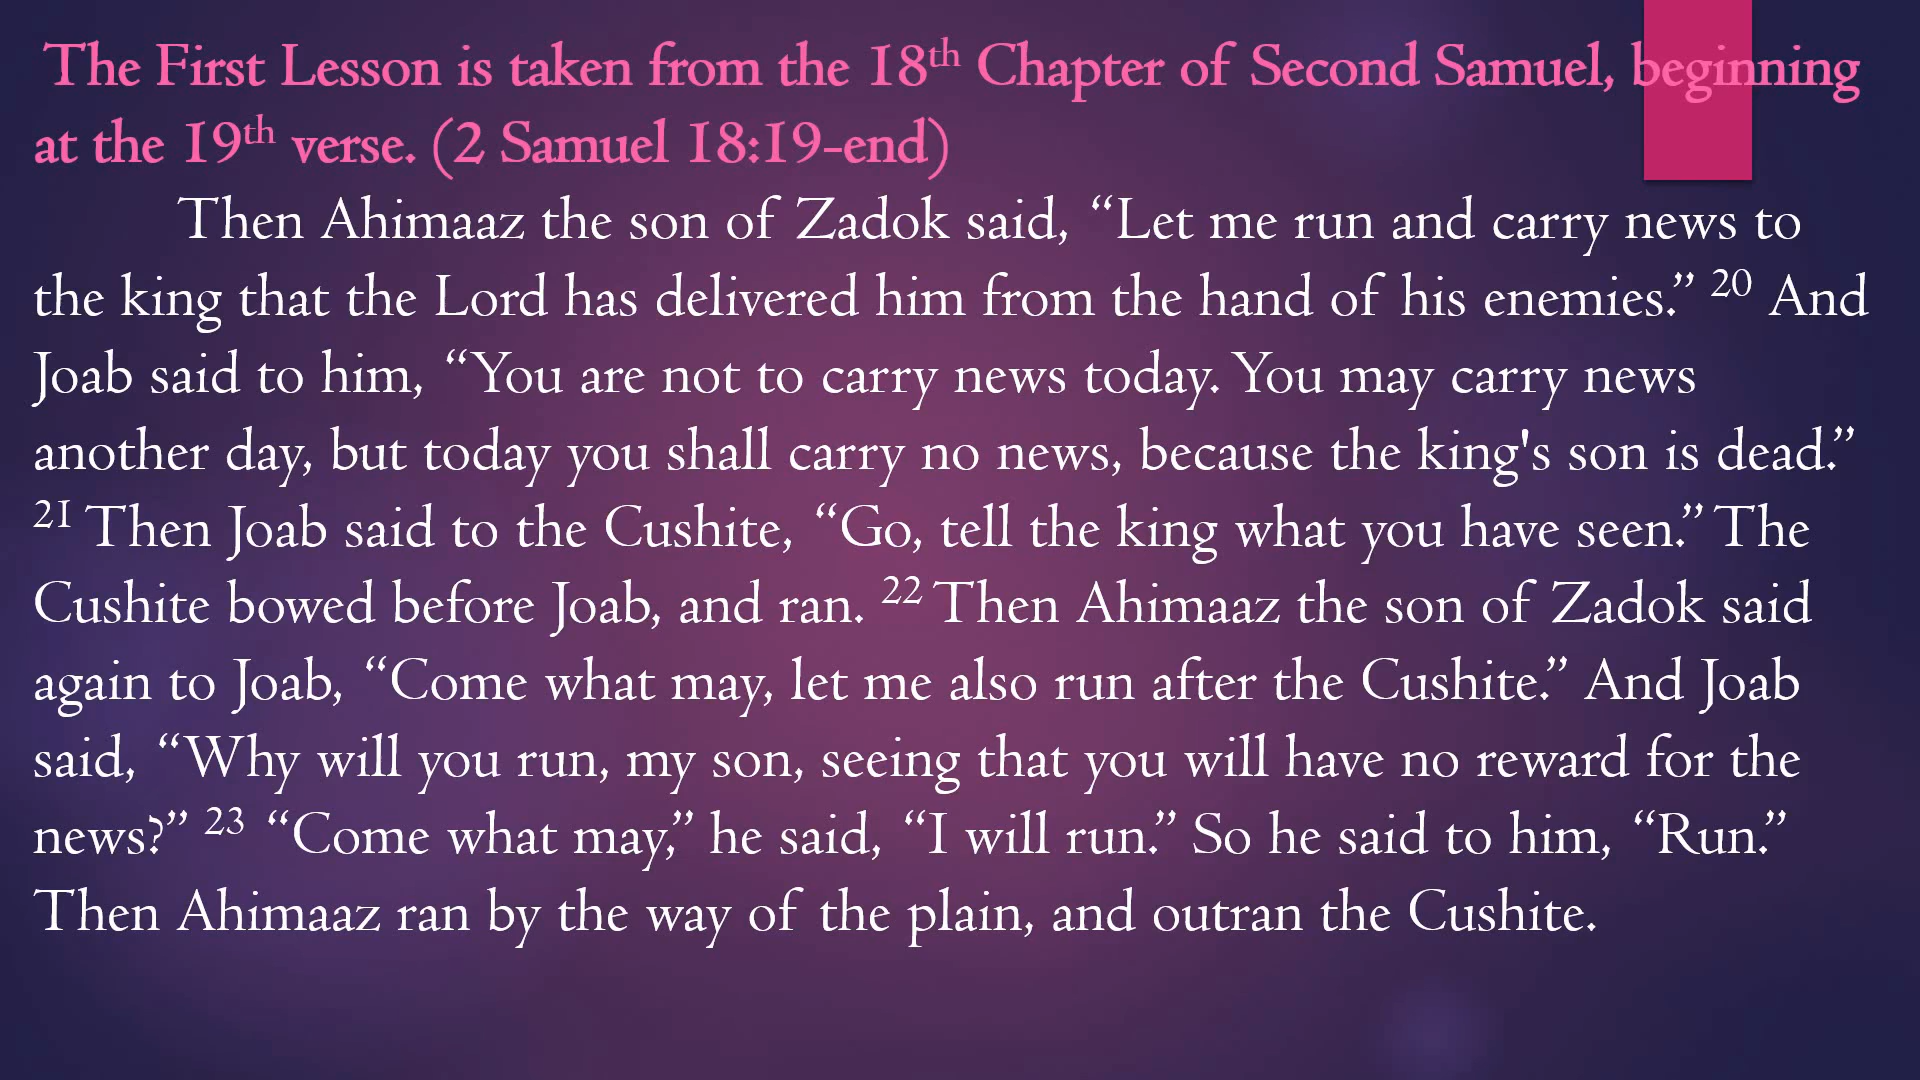 The First Lesson is taken from the 18th Chapter of Second Samuel, beginning
at the 19th verse. (2 Samuel 18:19-end)
Then Ahimaaz the son of Zadok said, “Let me run and carry news to
the king that the Lord has delivered him from the hand of his enemies.” 20 And
Joab said to him, “You are not to carry news today. You may carry news
another day, but today you shall carry no news, because the king's son is dead.”
21 Then Joab said to the Cushite, “Go, tell the king what you have seen.” The
Cushite bowed before Joab, and ran. 22 Then Ahimaaz the son of Zadok said
again to Joab, “Come what may, let me also run after the Cushite.” And Joab
said, “Why will you run, my son, seeing that you will have no reward for the
news?” 23 “Come what may,” he said, “I will run.” So he said to him, “Run.”
Then Ahimaaz ran by the way of the plain, and outran the Cushite.